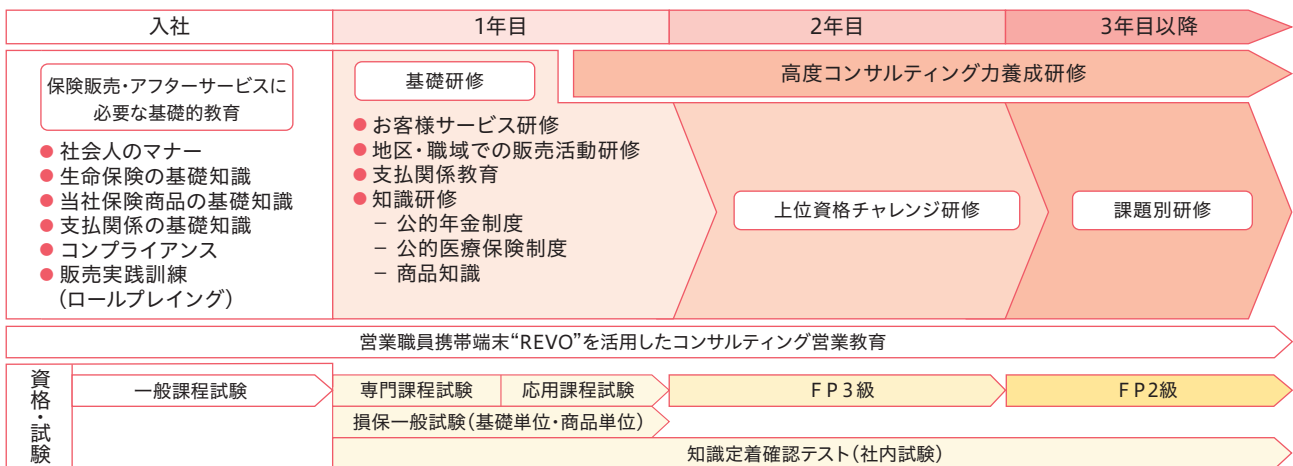 入社
1年目
2年目
3年目以降
保険販売・アフターサービスに
必要な基礎的教育
● 社会人のマナー
● 生命保険の基礎知識
● 当社保険商品の基礎知識
● 支払関係の基礎知識
● コンプライアンス
● 販売実践訓練
(ロールプレイング)
基礎研修
● お客様サービス研修
● 地区・職域での販売活動研修
● 支払関係教育
● 知識研修
− 公的年金制度
− 公的医療保険制度
− 商品知識
高度コンサルティング力養成研修
上位資格チャレンジ研修
課題別研修
営業職員携帯端末“REVO”を活用したコンサルティング営業教育
資格・試験
一般課程試験
専門課程試験
応用課程試験
FP3級
FP2級
損保一般試験(基礎単位・商品単位)
知識定着確認テスト(社内試験)